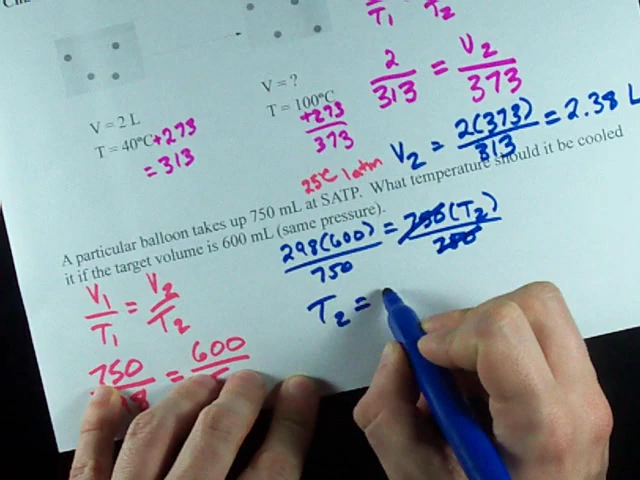 T₁ T₂
2/313 = V₂/373
V = 2 L
T = 40°C +273
= 313
V = ?
T = 100°C
+273
373
V₂ = 2(373)/313 = 2.38 L
25°C 1atm
A particular balloon takes up 750 mL at SATP. What temperature should it be cooled
it if the target volume is 600 mL (same pressure).
V₁/T₁ = V₂/T₂
298(600)/750 = 750(T₂)/750
T₂ =
750 = 600